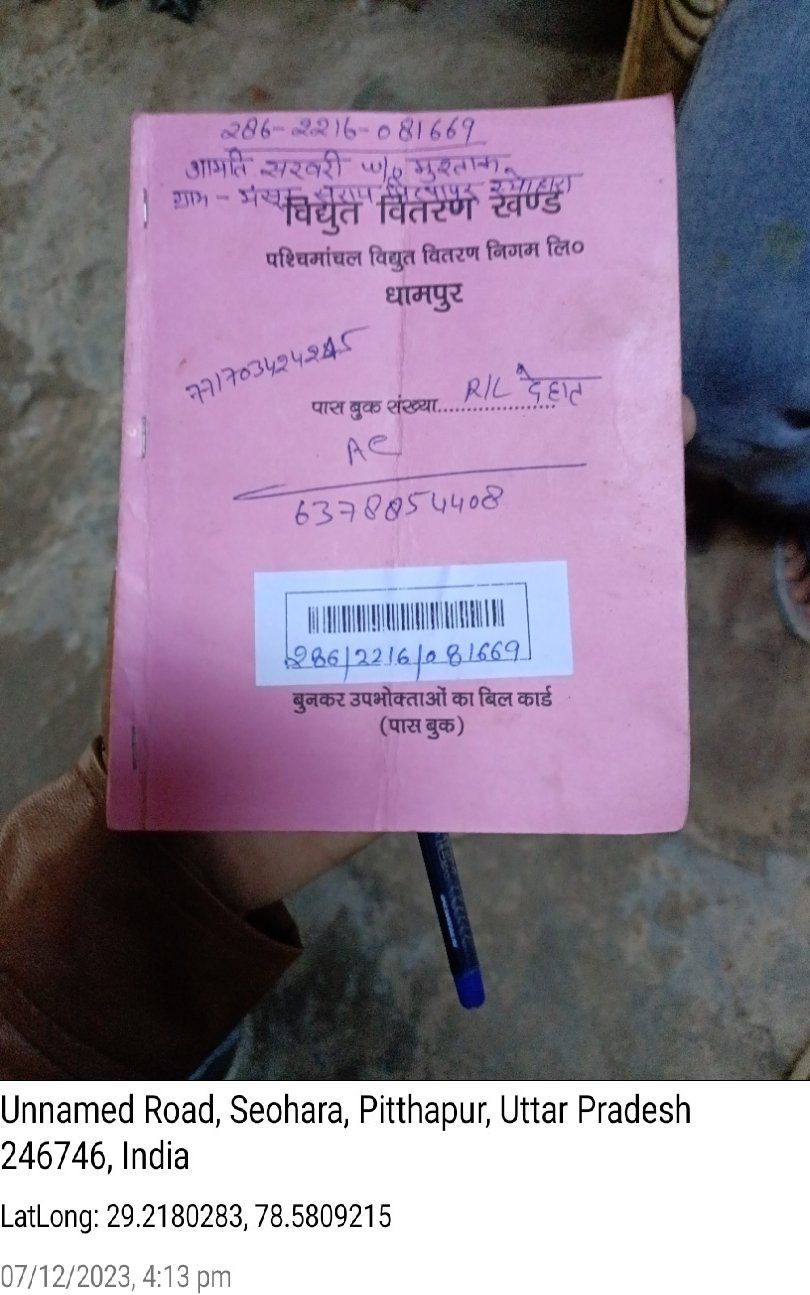 286-2216-081669
श्रीमति सरवरी w/o मुश्ताक
ग्राम -
विद्युत वितरण खण्ड
पश्चिमांचल विद्युत वितरण निगम लि०
धामपुर
पास बुक संख्या.................... R/L देहात
AC
6378854408
286/2216/081669
बुनकर उपभोक्ताओं का बिल कार्ड
(पास बुक)
Unnamed Road, Seohara, Pitthapur, Uttar Pradesh
246746, India
LatLong: 29.2180283, 78.5809215
07/12/2023, 4:13 pm